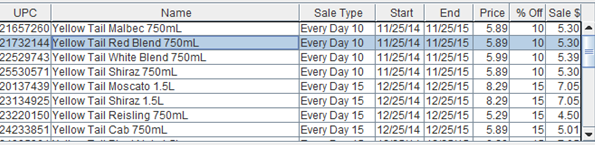 UPC Name Sale Type Start End Price % Off Sale $
21657260 Yellow Tail Malbec 750mL Every Day 10 11/25/14 11/25/15 5.89 10 5.30
21732144 Yellow Tail Red Blend 750mL Every Day 10 11/25/14 11/25/15 5.89 10 5.30
22529743 Yellow Tail White Blend 750mL Every Day 10 11/25/14 11/25/15 5.99 10 5.39
25530571 Yellow Tail Shiraz 750mL Every Day 10 11/25/14 11/25/15 5.89 10 5.30
20137439 Yellow Tail Moscato 1.5L Every Day 15 12/25/14 12/25/15 8.29 15 7.05
23134925 Yellow Tail Shiraz 1.5L Every Day 15 12/25/14 12/25/15 8.29 15 7.05
23220150 Yellow Tail Reisling 750mL Every Day 15 12/25/14 12/25/15 5.29 15 4.50
24233851 Yellow Tail Cab 750mL Every Day 15 12/25/14 12/25/15 5.89 15 5.01